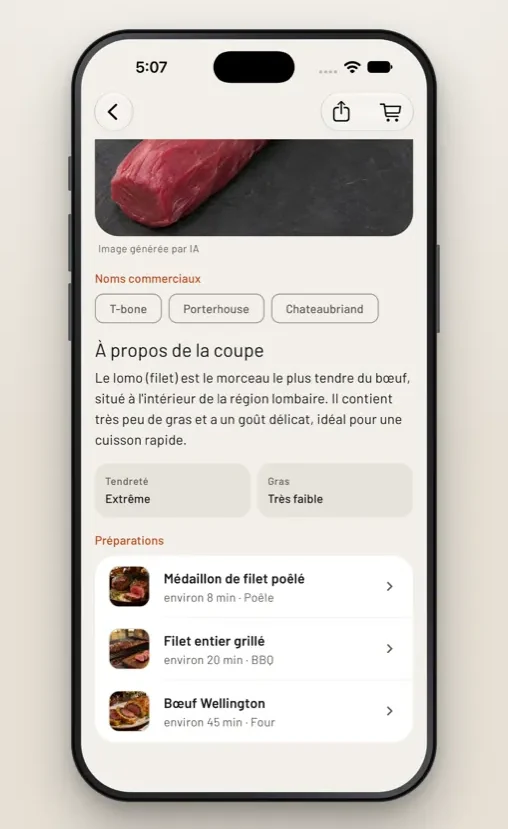 5:07
Image générée par IA
Noms commerciaux
T-bone
Porterhouse
Chateaubriand
À propos de la coupe
Le lomo (filet) est le morceau le plus tendre du bœuf,
situé à l'intérieur de la région lombaire. Il contient
très peu de gras et a un goût délicat, idéal pour une
cuisson rapide.
Tendreté
Extrême
Gras
Très faible
Préparations
Médaillon de filet poêlé
environ 8 min · Poêle
Filet entier grillé
environ 20 min · BBQ
Bœuf Wellington
environ 45 min · Four